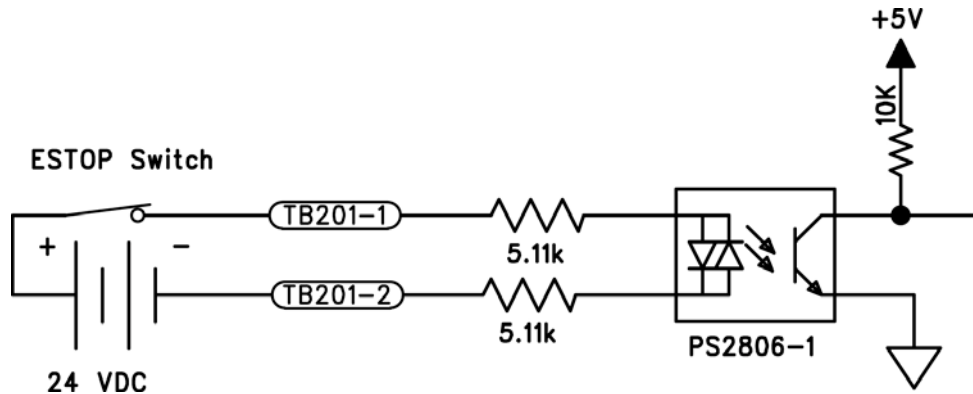 +5V
10K
ESTOP Switch
TB201-1
5.11k
+ -
TB201-2
5.11k
PS2806-1
24 VDC